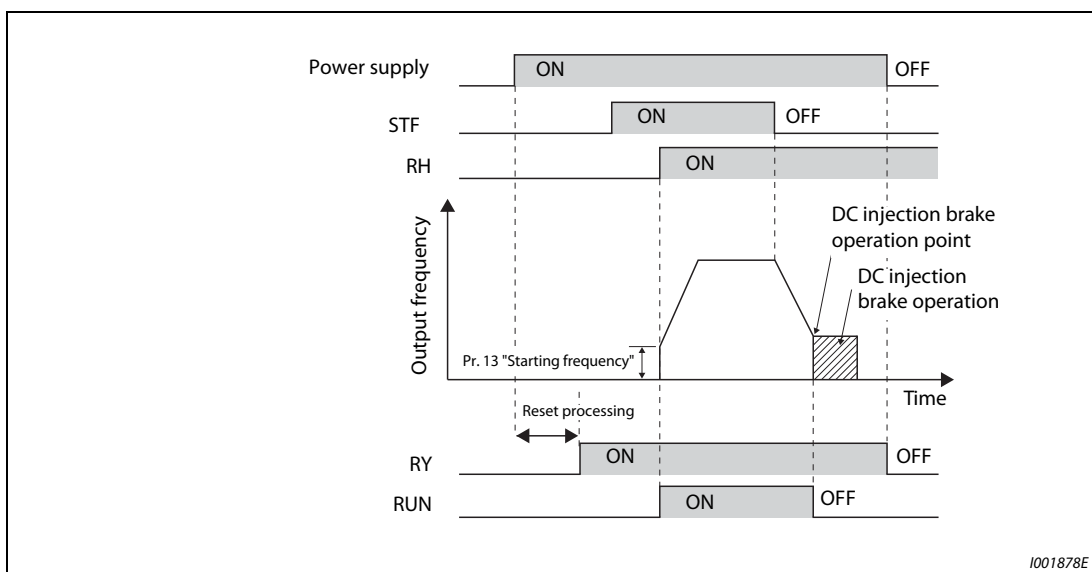 Power supply
ON
OFF
STF
ON
OFF
RH
ON
Output frequency
DC injection brake
operation point
DC injection
brake operation
Pr. 13 "Starting frequency"
Time
Reset processing
RY
ON
OFF
RUN
ON
OFF
I001878E